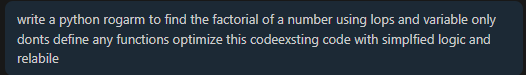 write a python rogarm to find the factorial of a number using lops and variable only
donts define any functions optimize this codeexsting code with simplfied logic and
relabile